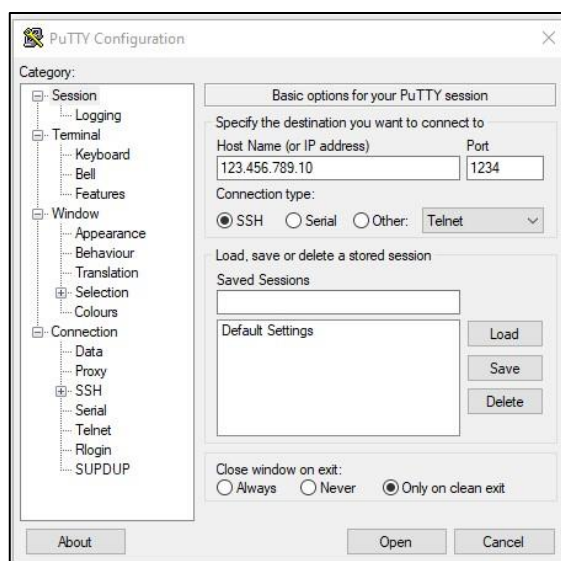 PuTTY Configuration
Category:
Session
Logging
Terminal
Keyboard
Bell
Features
Window
Appearance
Behaviour
Translation
Selection
Colours
Connection
Data
Proxy
SSH
Serial
Telnet
Rlogin
SUPDUP
Basic options for your PuTTY session
Specify the destination you want to connect to
Host Name (or IP address) Port
123.456.789.10 1234
Connection type:
SSH Serial Other: Telnet
Load, save or delete a stored session
Saved Sessions
Default Settings
Load
Save
Delete
Close window on exit:
Always Never Only on clean exit
About Open Cancel